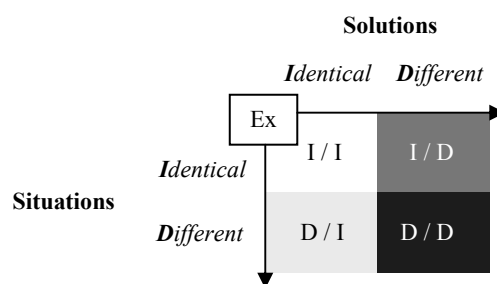 Solutions
Identical Different
Ex
I / I I / D
Identical
Situations
Different
D / I D / D